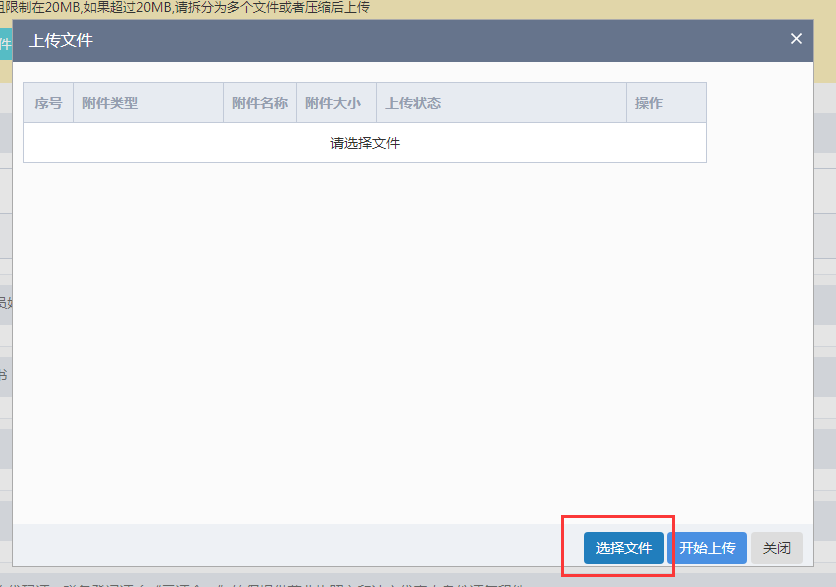 且限制在20MB,如果超过20MB,请拆分为多个文件或者压缩后上传
件
上传文件
序号 附件类型 附件名称 附件大小 上传状态 操作
请选择文件
书
选择文件 开始上传 关闭